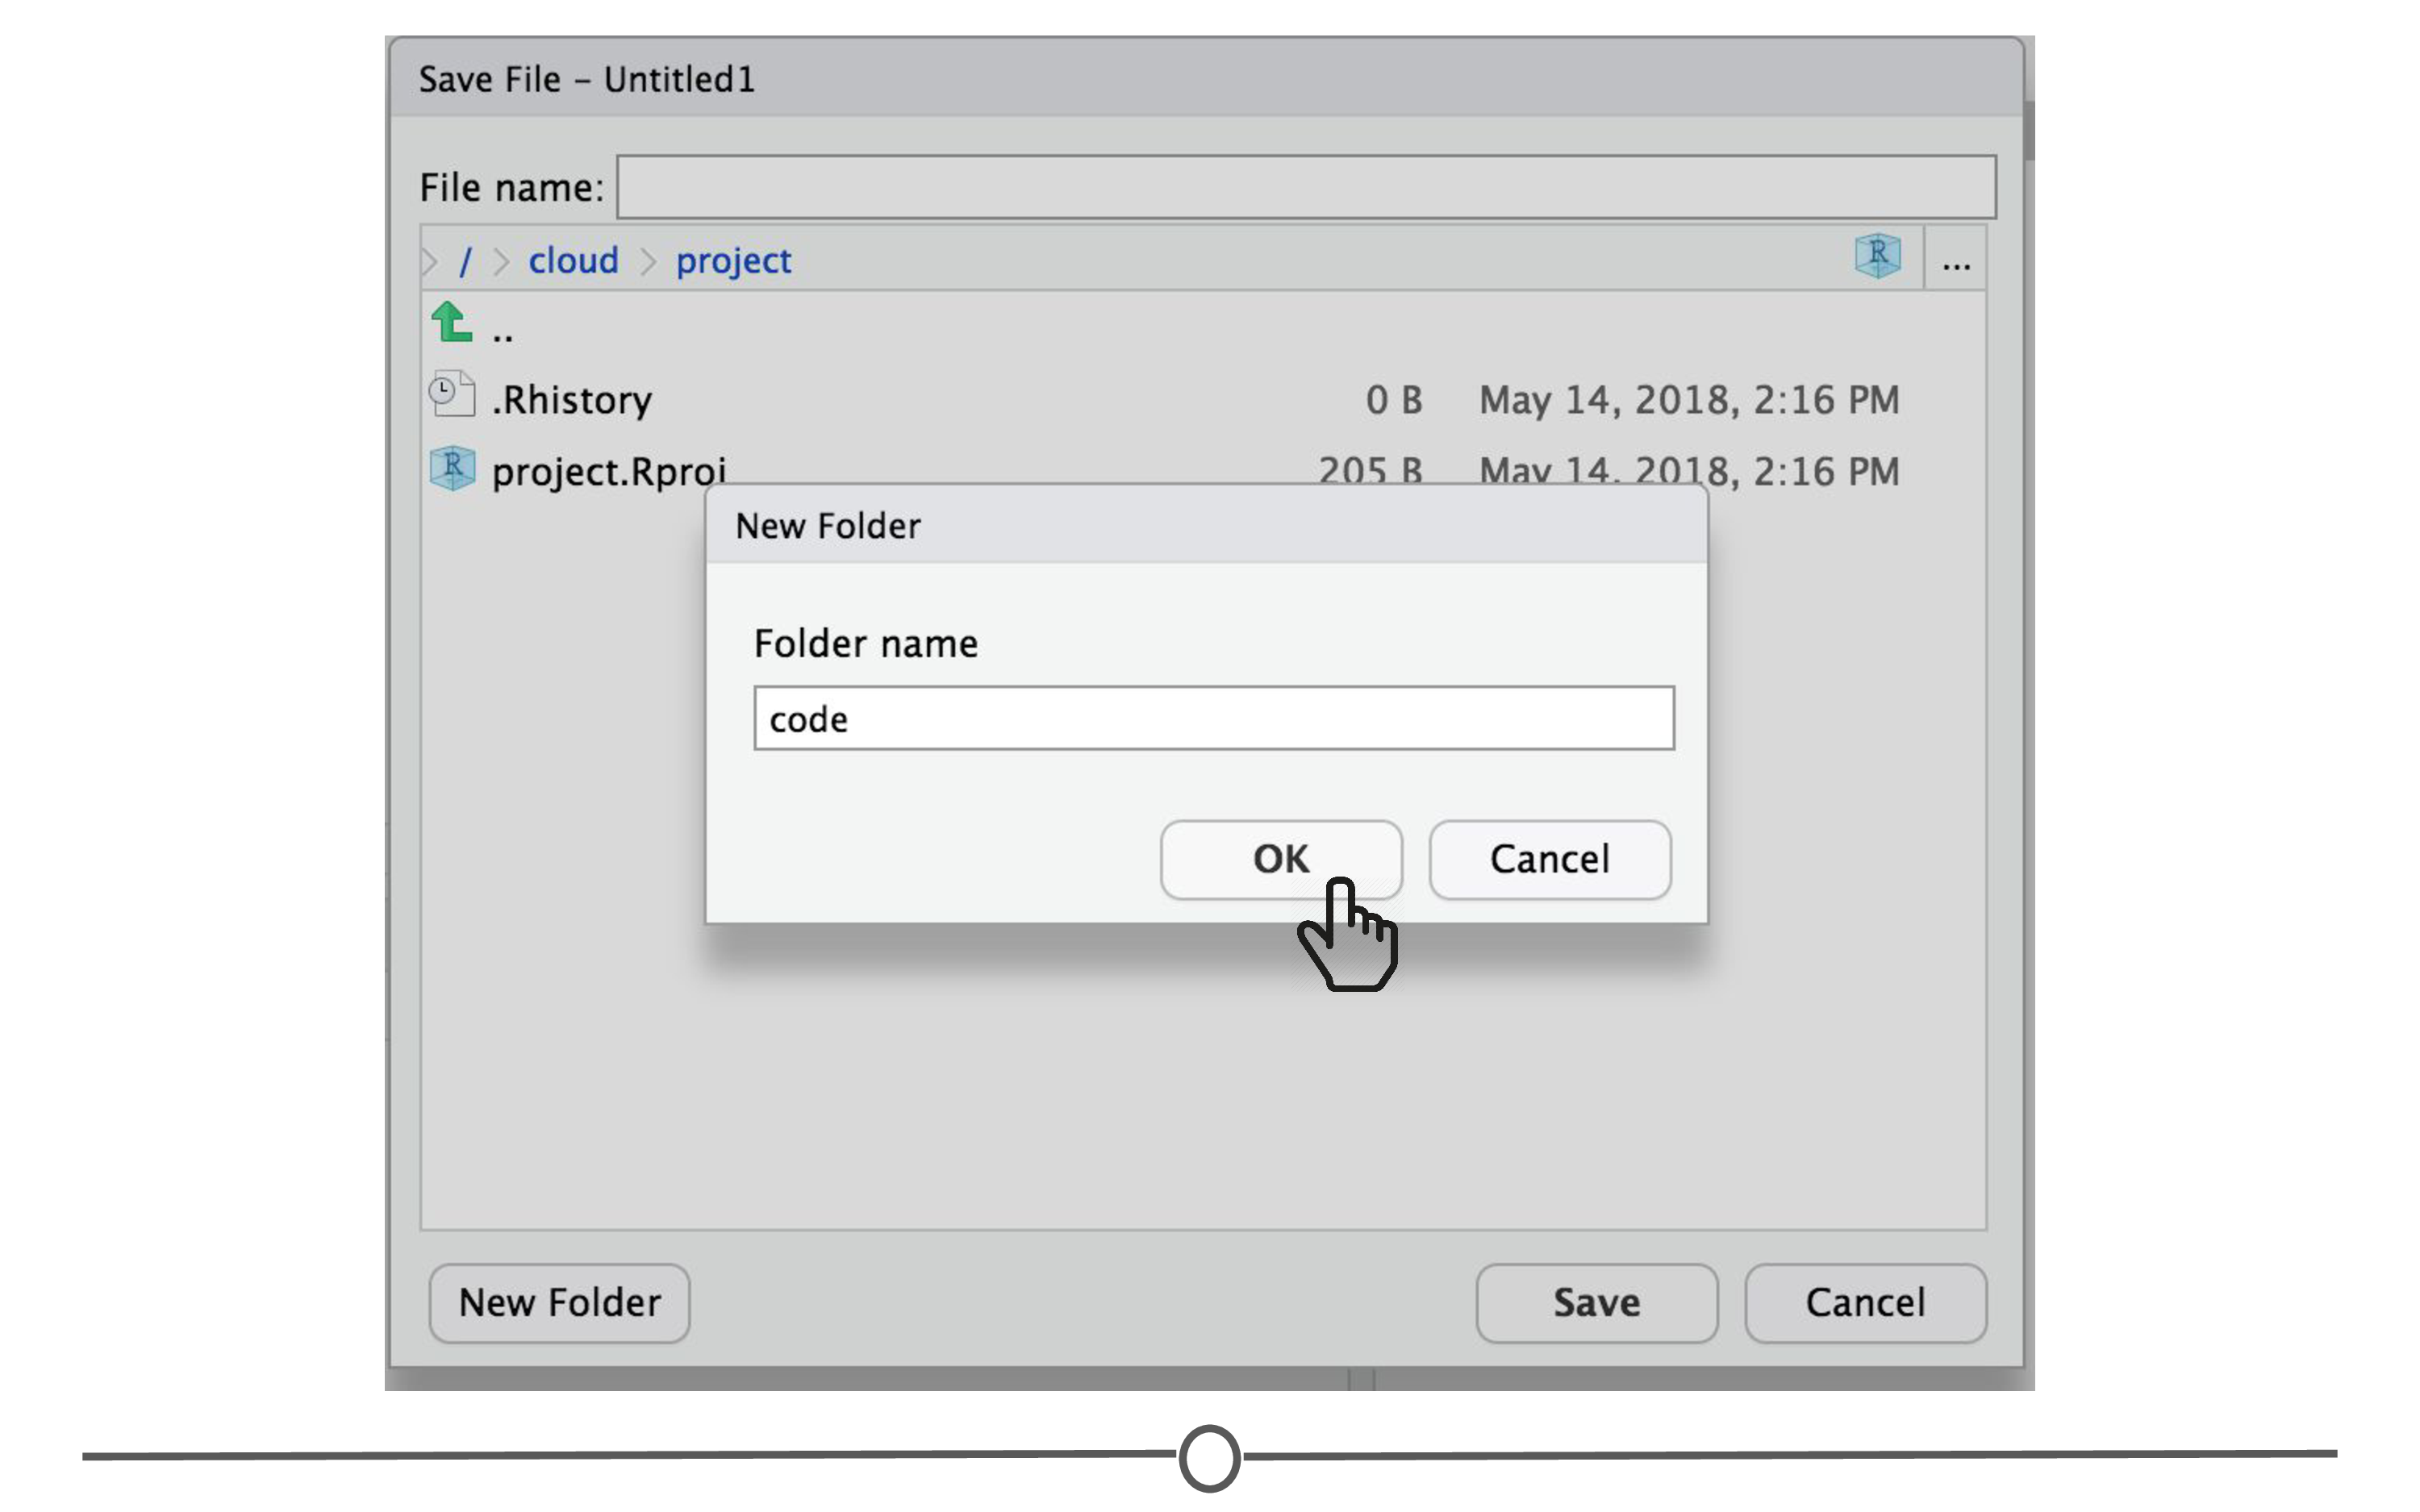 Save File – Untitled1
File name:
/ cloud project
...
..
.Rhistory 0 B May 14, 2018, 2:16 PM
project.Rproj 205 B May 14, 2018, 2:16 PM
New Folder
Folder name
code
OK Cancel
New Folder Save Cancel